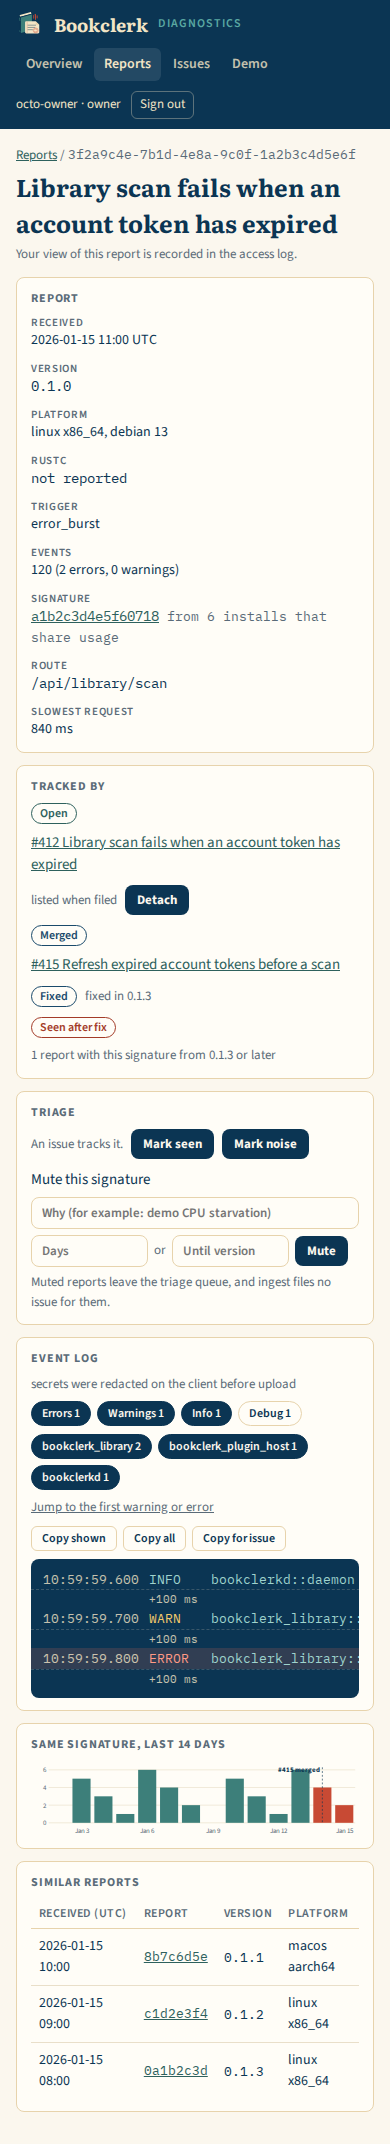 Bookclerk DIAGNOSTICS
Overview Reports Issues Demo
octo-owner · owner Sign out
Reports / 3f2a9c4e-7b1d-4e8a-9c0f-1a2b3c4d5e6f
Library scan fails when an
account token has expired
Your view of this report is recorded in the access log.
REPORT
RECEIVED
2026-01-15 11:00 UTC
VERSION
0.1.0
PLATFORM
linux x86_64, debian 13
RUSTC
not reported
TRIGGER
error_burst
EVENTS
120 (2 errors, 0 warnings)
SIGNATURE
a1b2c3d4e5f60718 from 6 installs that
share usage
ROUTE
/api/library/scan
SLOWEST REQUEST
840 ms
TRACKED BY
Open
#412 Library scan fails when an account token has
expired
listed when filed Detach
Merged
#415 Refresh expired account tokens before a scan
Fixed fixed in 0.1.3
Seen after fix
1 report with this signature from 0.1.3 or later
TRIAGE
An issue tracks it. Mark seen Mark noise
Mute this signature
Why (for example: demo CPU starvation)
Days or Until version Mute
Muted reports leave the triage queue, and ingest files no
issue for them.
EVENT LOG
secrets were redacted on the client before upload
Errors 1 Warnings 1 Info 1 Debug 1
bookclerk_library 2 bookclerk_plugin_host 1
bookclerkd 1
Jump to the first warning or error
Copy shown Copy all Copy for issue
10:59:59.600 INFO bookclerkd::daemon
+100 ms
10:59:59.700 WARN bookclerk_library::
+100 ms
10:59:59.800 ERROR bookclerk_library::
+100 ms
SAME SIGNATURE, LAST 14 DAYS
#415 merged
6
4
2
0
Jan 3 Jan 6 Jan 9 Jan 12 Jan 15
SIMILAR REPORTS
RECEIVED (UTC) REPORT VERSION PLATFORM
2026-01-15 10:00 8b7c6d5e 0.1.1 macos aarch64
2026-01-15 09:00 c1d2e3f4 0.1.2 linux x86_64
2026-01-15 08:00 0a1b2c3d 0.1.3 linux x86_64